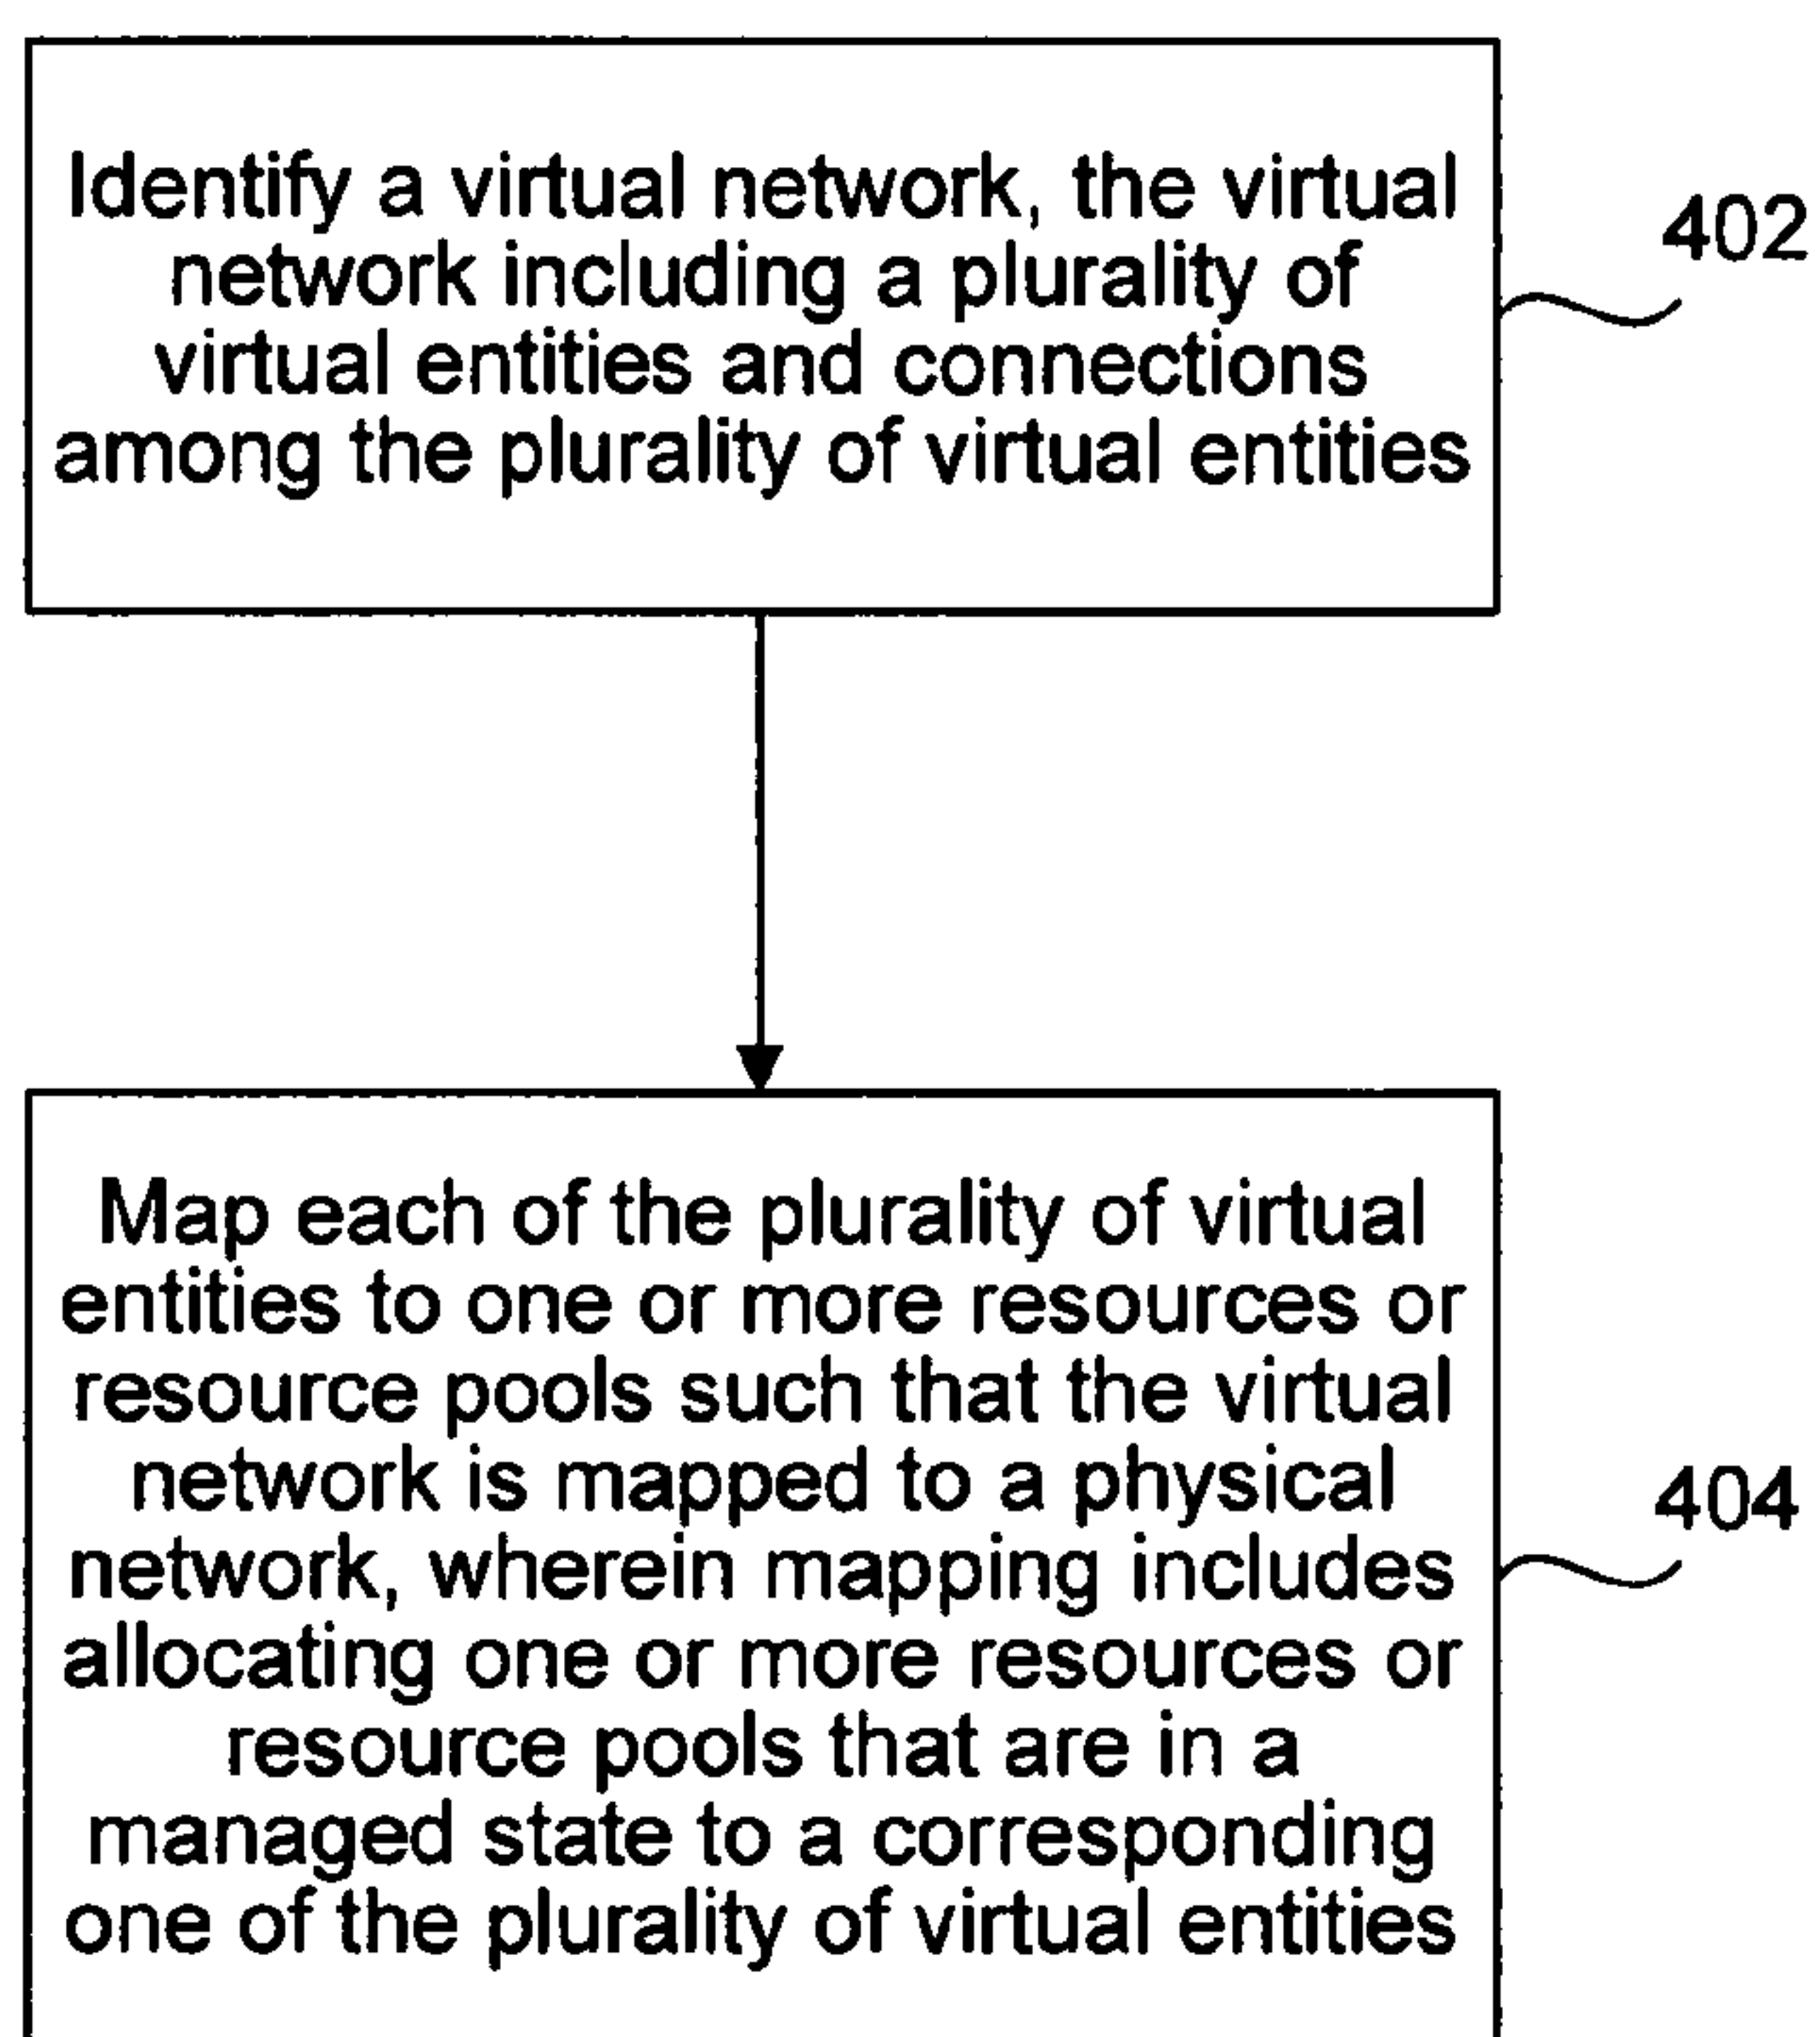 Identify a virtual network, the virtual
network including a plurality of
virtual entities and connections
among the plurality of virtual entities
402
Map each of the plurality of virtual
entities to one or more resources or
resource pools such that the virtual
network is mapped to a physical
network, wherein mapping includes
allocating one or more resources or
resource pools that are in a
managed state to a corresponding
one of the plurality of virtual entities
404